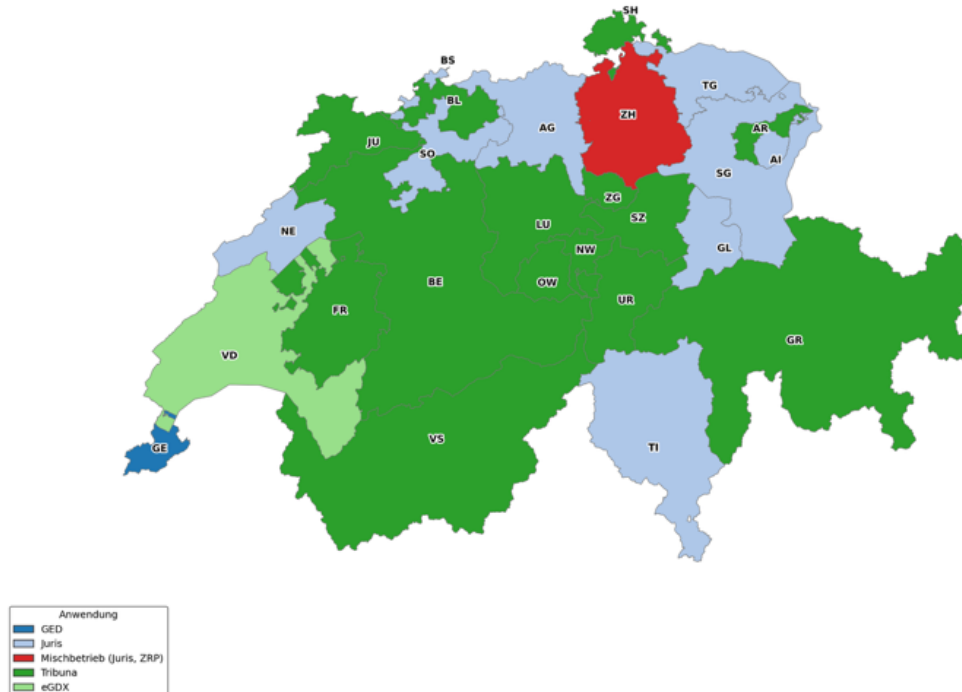 SH
BS
TG
BL
ZH
AG
AR
JU
SO
AI
SG
ZG
SZ
LU
NE
NW
GL
BE
OW
UR
FR
GR
VD
VS
TI
GE
Anwendung
GED
Juris
Mischbetrieb (Juris, ZRP)
Tribuna
eGDX